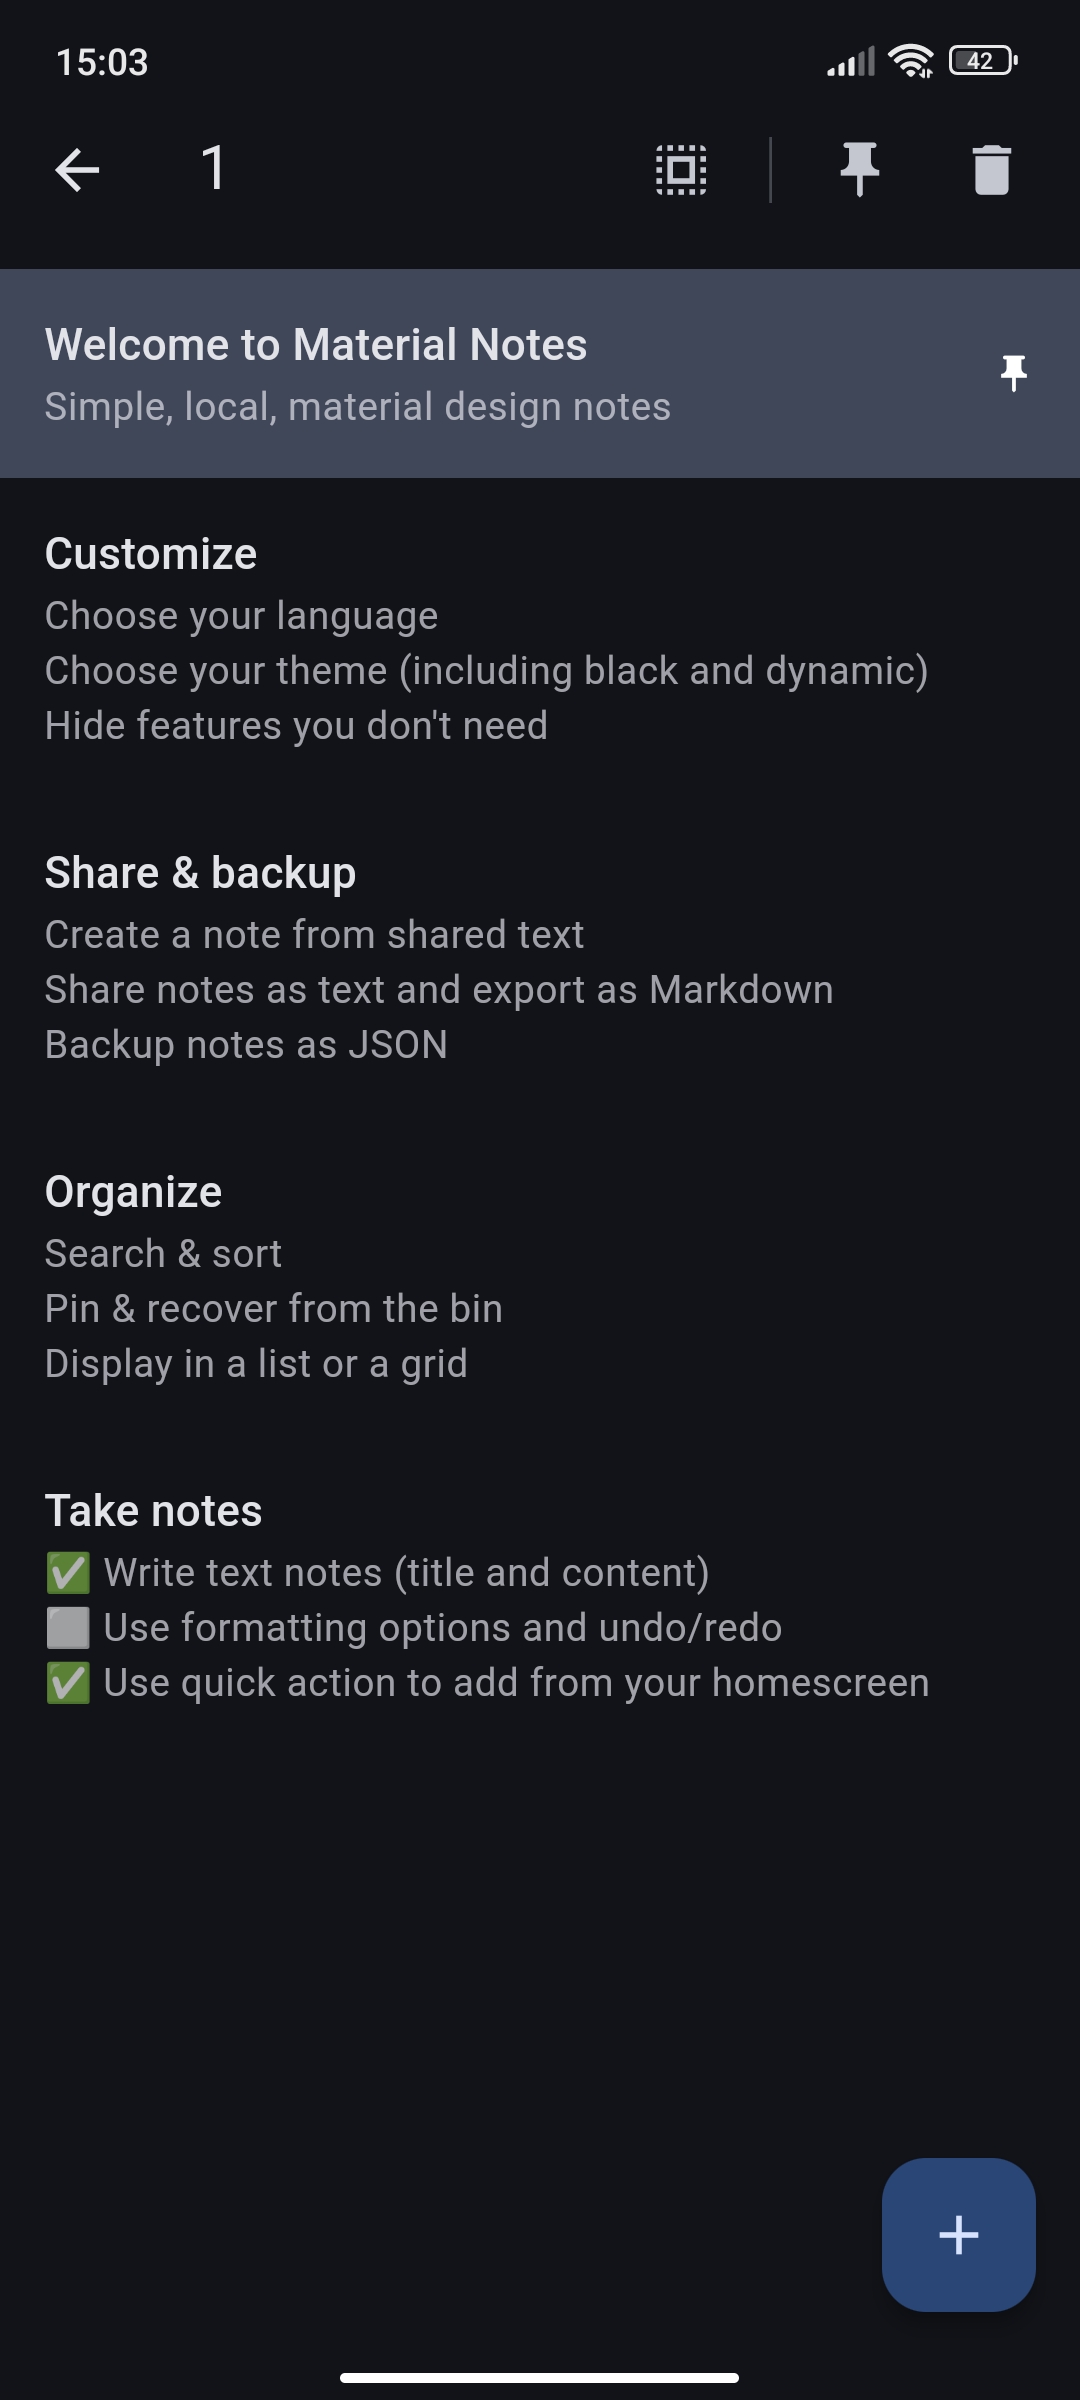 15:03
42
1
Welcome to Material Notes
Simple, local, material design notes
Customize
Choose your language
Choose your theme (including black and dynamic)
Hide features you don't need
Share & backup
Create a note from shared text
Share notes as text and export as Markdown
Backup notes as JSON
Organize
Search & sort
Pin & recover from the bin
Display in a list or a grid
Take notes
✅ Write text notes (title and content)
⬜ Use formatting options and undo/redo
✅ Use quick action to add from your homescreen